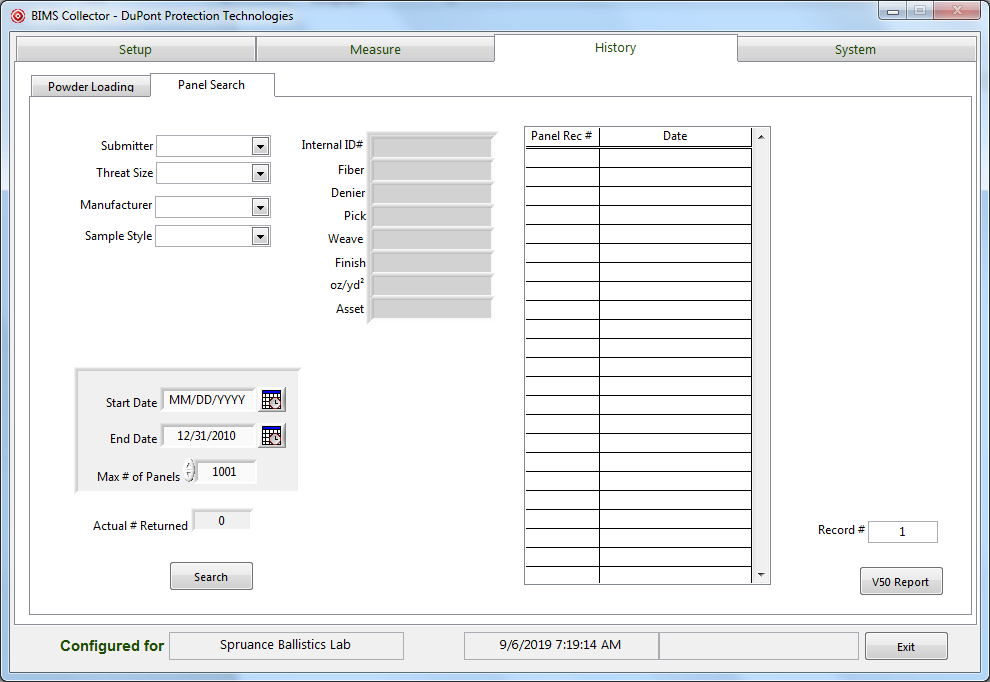 BIMS Collector - DuPont Protection Technologies
Setup
Measure
History
System
Powder Loading
Panel Search
Submitter
Threat Size
Manufacturer
Sample Style
Internal ID#
Fiber
Denier
Pick
Weave
Finish
oz/yd²
Asset
Panel Rec #
Date
Start Date MM/DD/YYYY
End Date 12/31/2010
Max # of Panels 1001
Actual # Returned 0
Search
Record # 1
V50 Report
Configured for Spruance Ballistics Lab
9/6/2019 7:19:14 AM
Exit